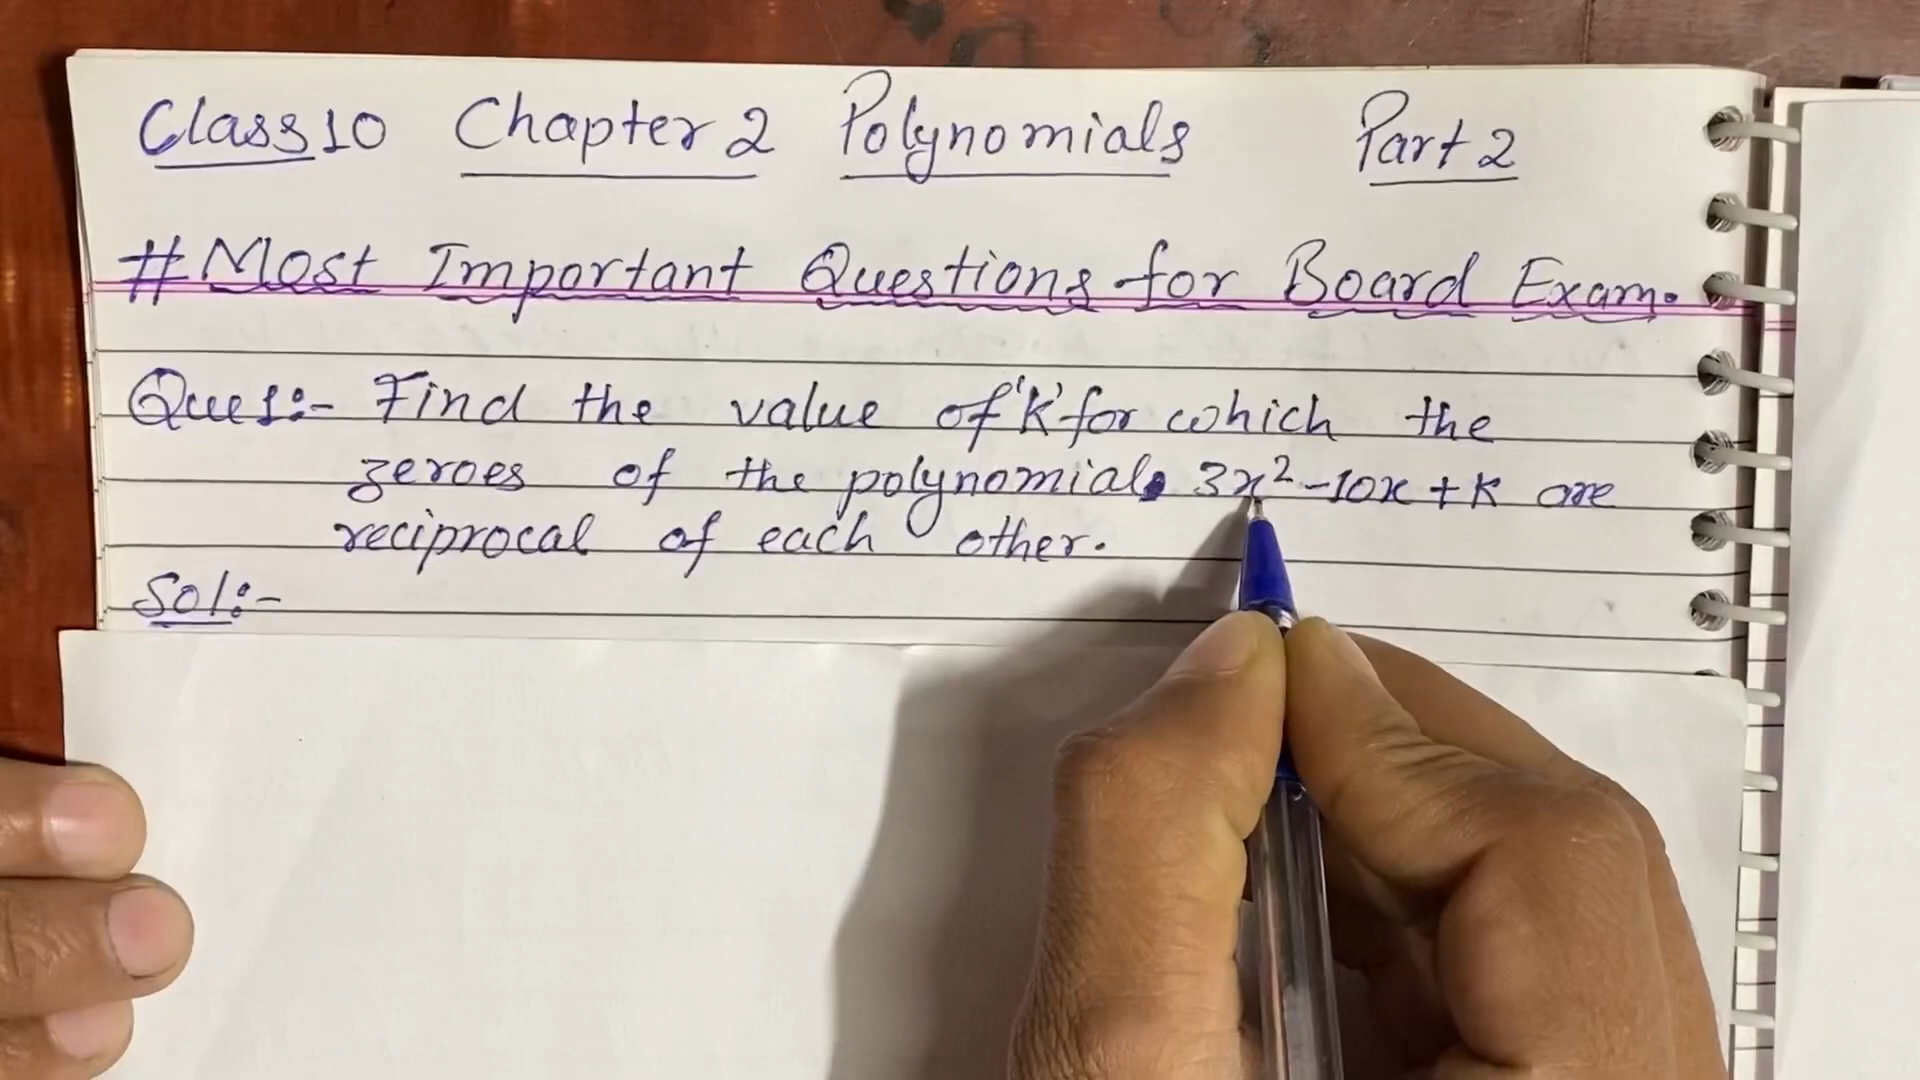 Class 10 Chapter 2 Polynomials Part 2
# Most Important Questions for Board Exam.
Ques1:- Find the value of 'K' for which the
zeroes of the polynomial 3x² - 10x + K are
reciprocal of each other.
Sol:-